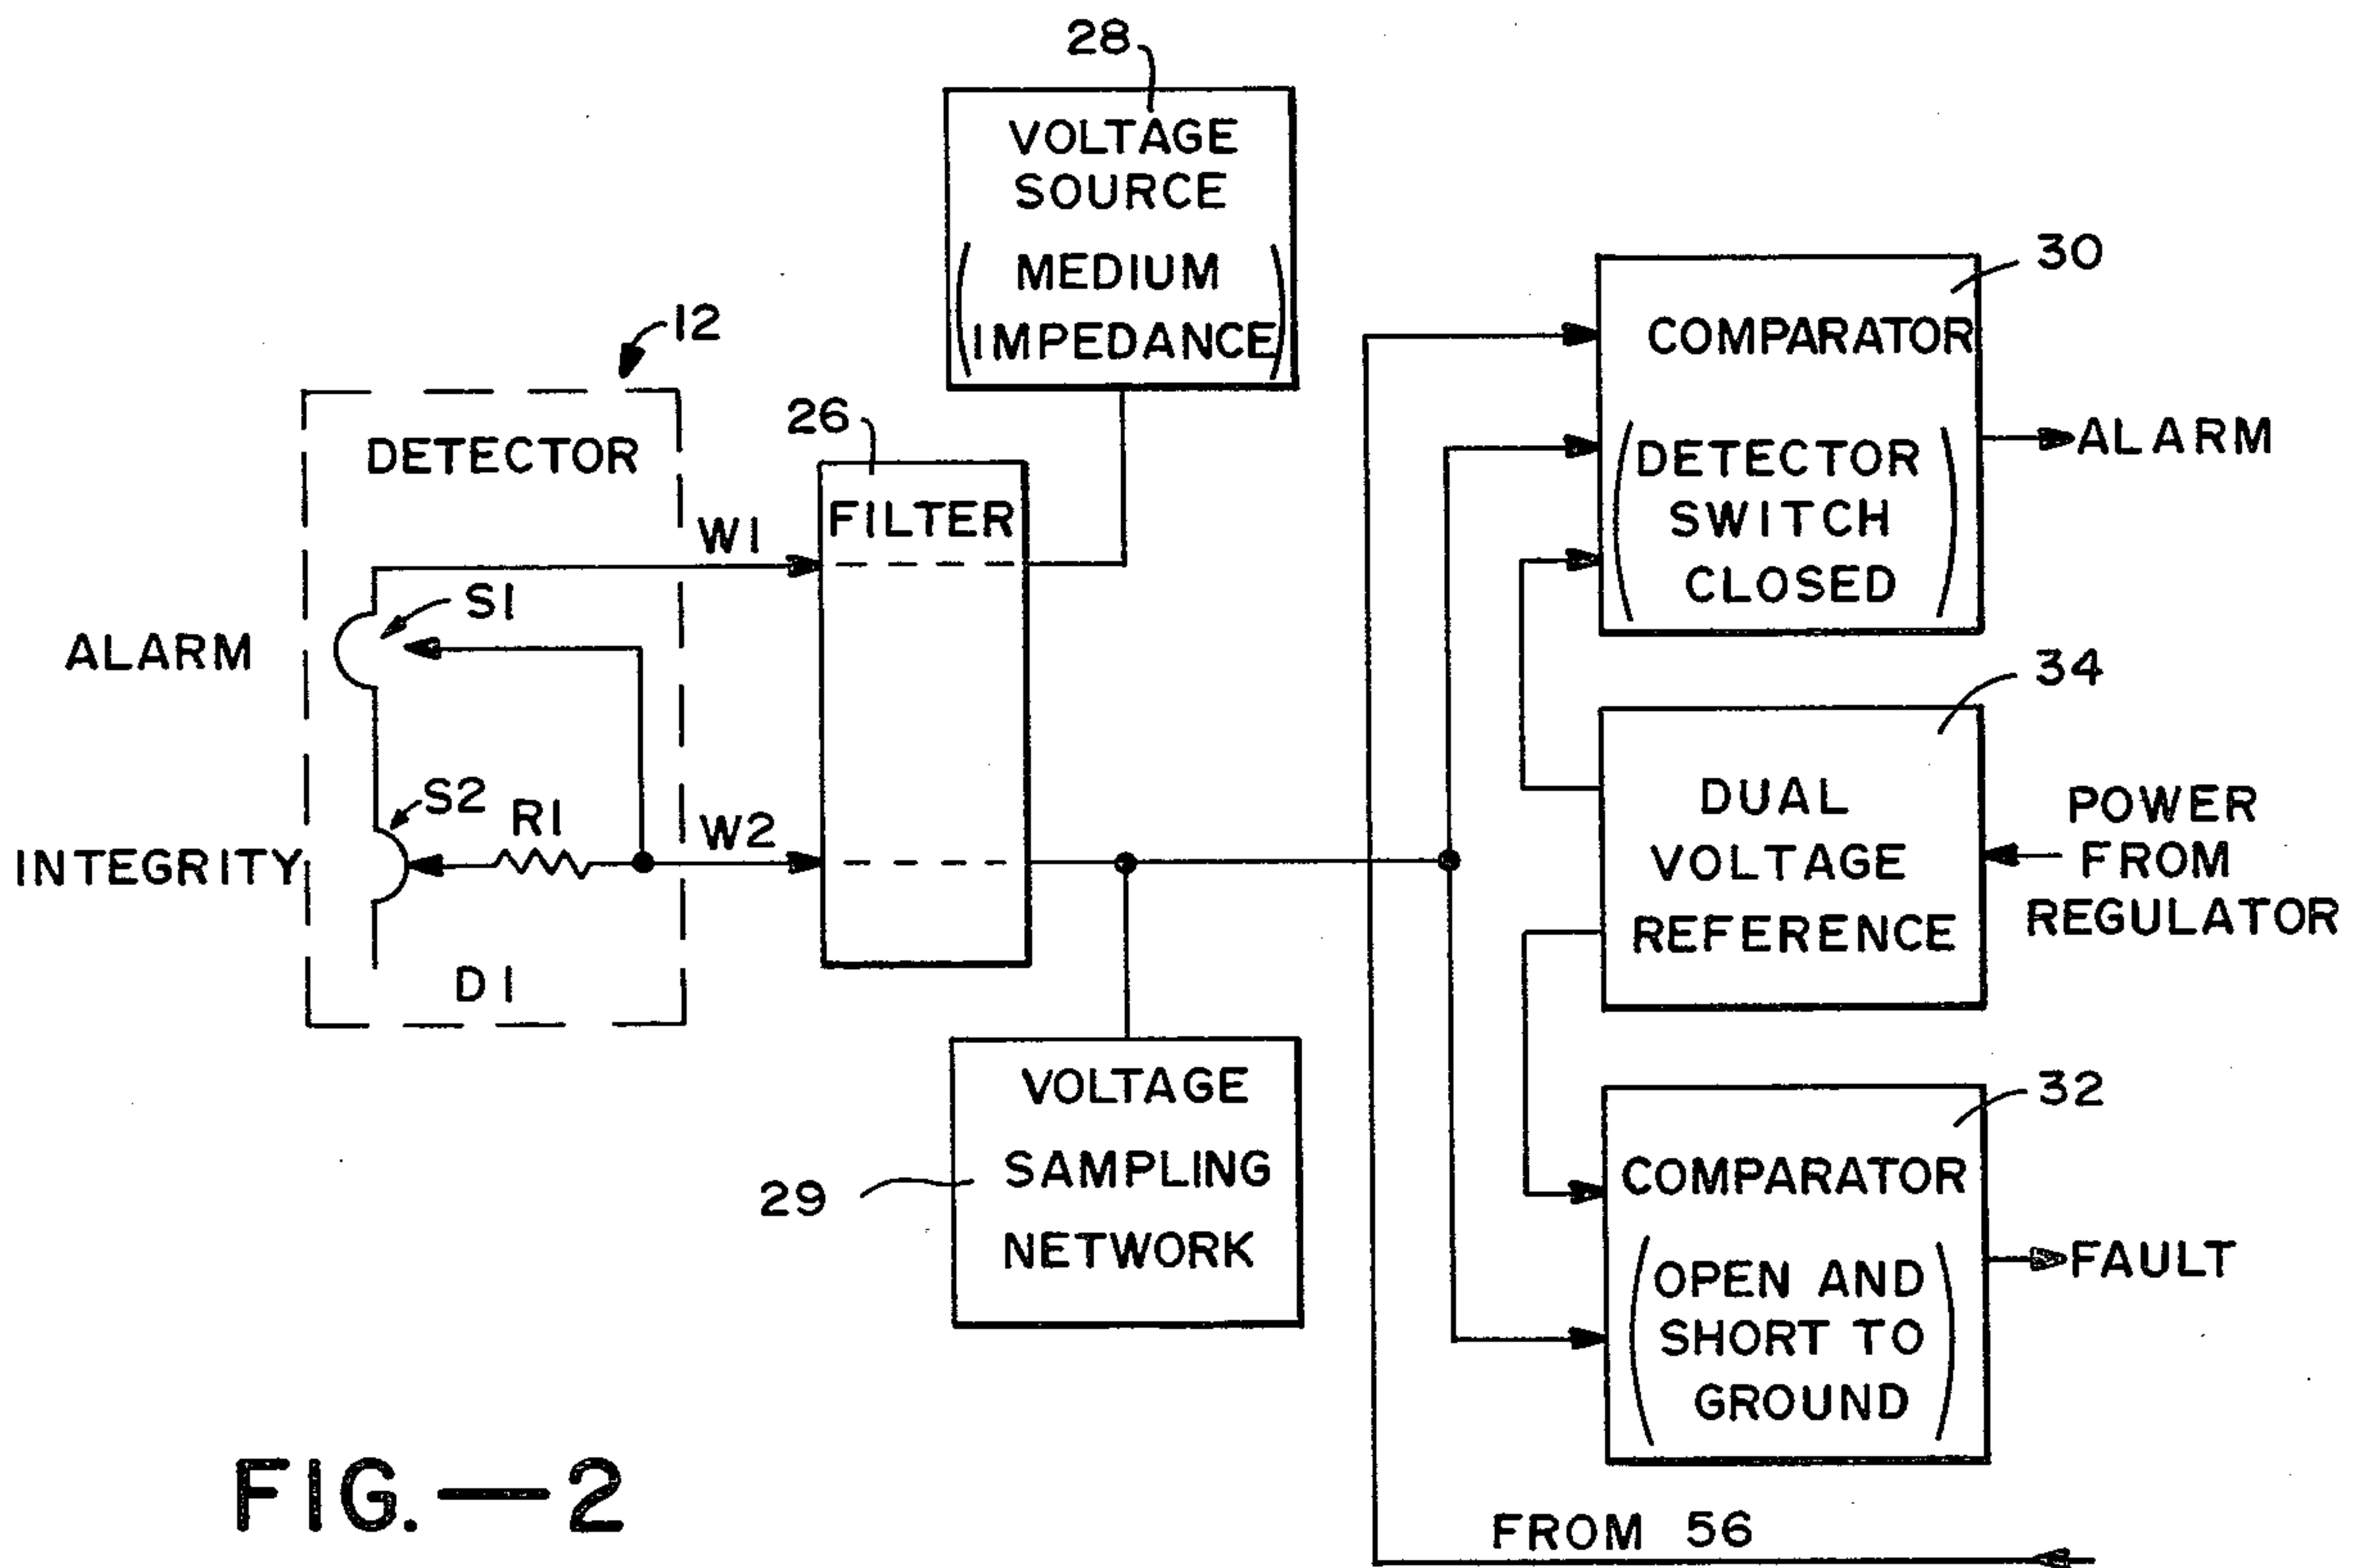 28
VOLTAGE
SOURCE
(MEDIUM
IMPEDANCE)
12
DETECTOR
26
FILTER
W1
S1
ALARM
S2
R1
W2
INTEGRITY
D1
VOLTAGE
SAMPLING
NETWORK
29
30
COMPARATOR
(DETECTOR
SWITCH
CLOSED)
ALARM
34
DUAL
VOLTAGE
REFERENCE
POWER
FROM
REGULATOR
32
COMPARATOR
(OPEN AND
SHORT TO
GROUND)
FAULT
FROM 56
FIG.—2